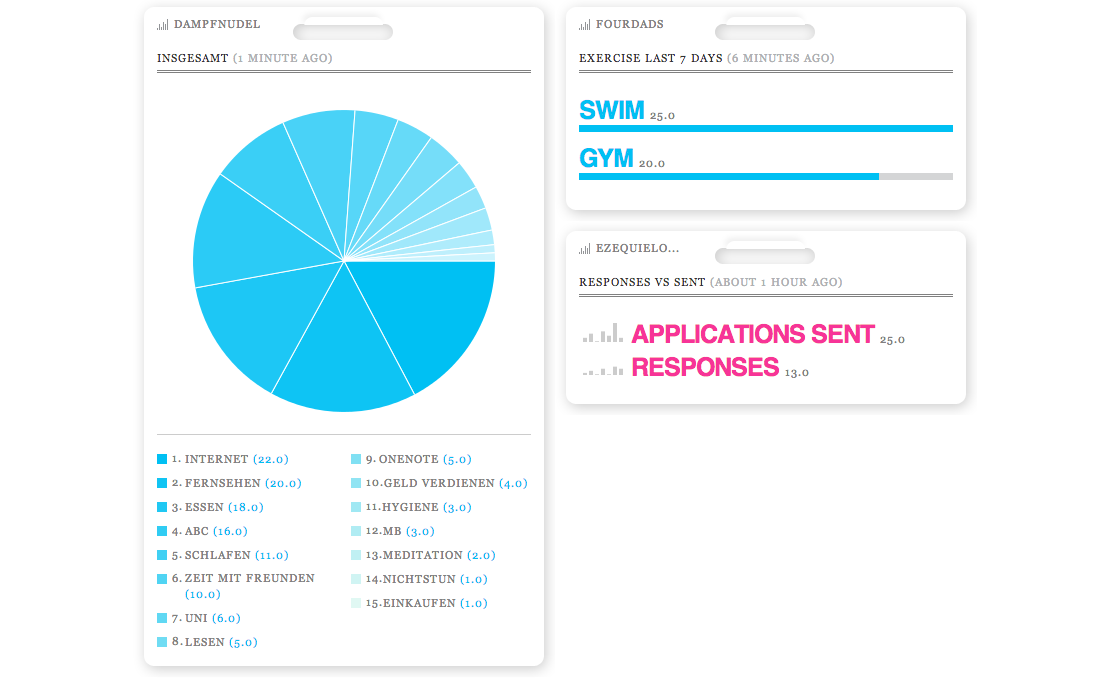 DAMPFNUDEL
INSGESAMT (1 MINUTE AGO)
1. INTERNET (22.0)
2. FERNSEHEN (20.0)
3. ESSEN (18.0)
4. ABC (16.0)
5. SCHLAFEN (11.0)
6. ZEIT MIT FREUNDEN
(10.0)
7. UNI (6.0)
8. LESEN (5.0)
9. ONENOTE (5.0)
10.GELD VERDIENEN (4.0)
11.HYGIENE (3.0)
12.MB (3.0)
13.MEDITATION (2.0)
14.NICHTSTUN (1.0)
15.EINKAUFEN (1.0)
FOURDADS
EXERCISE LAST 7 DAYS (6 MINUTES AGO)
SWIM 25.0
GYM 20.0
EZEQUIELO...
RESPONSES VS SENT (ABOUT 1 HOUR AGO)
APPLICATIONS SENT 25.0
RESPONSES 13.0